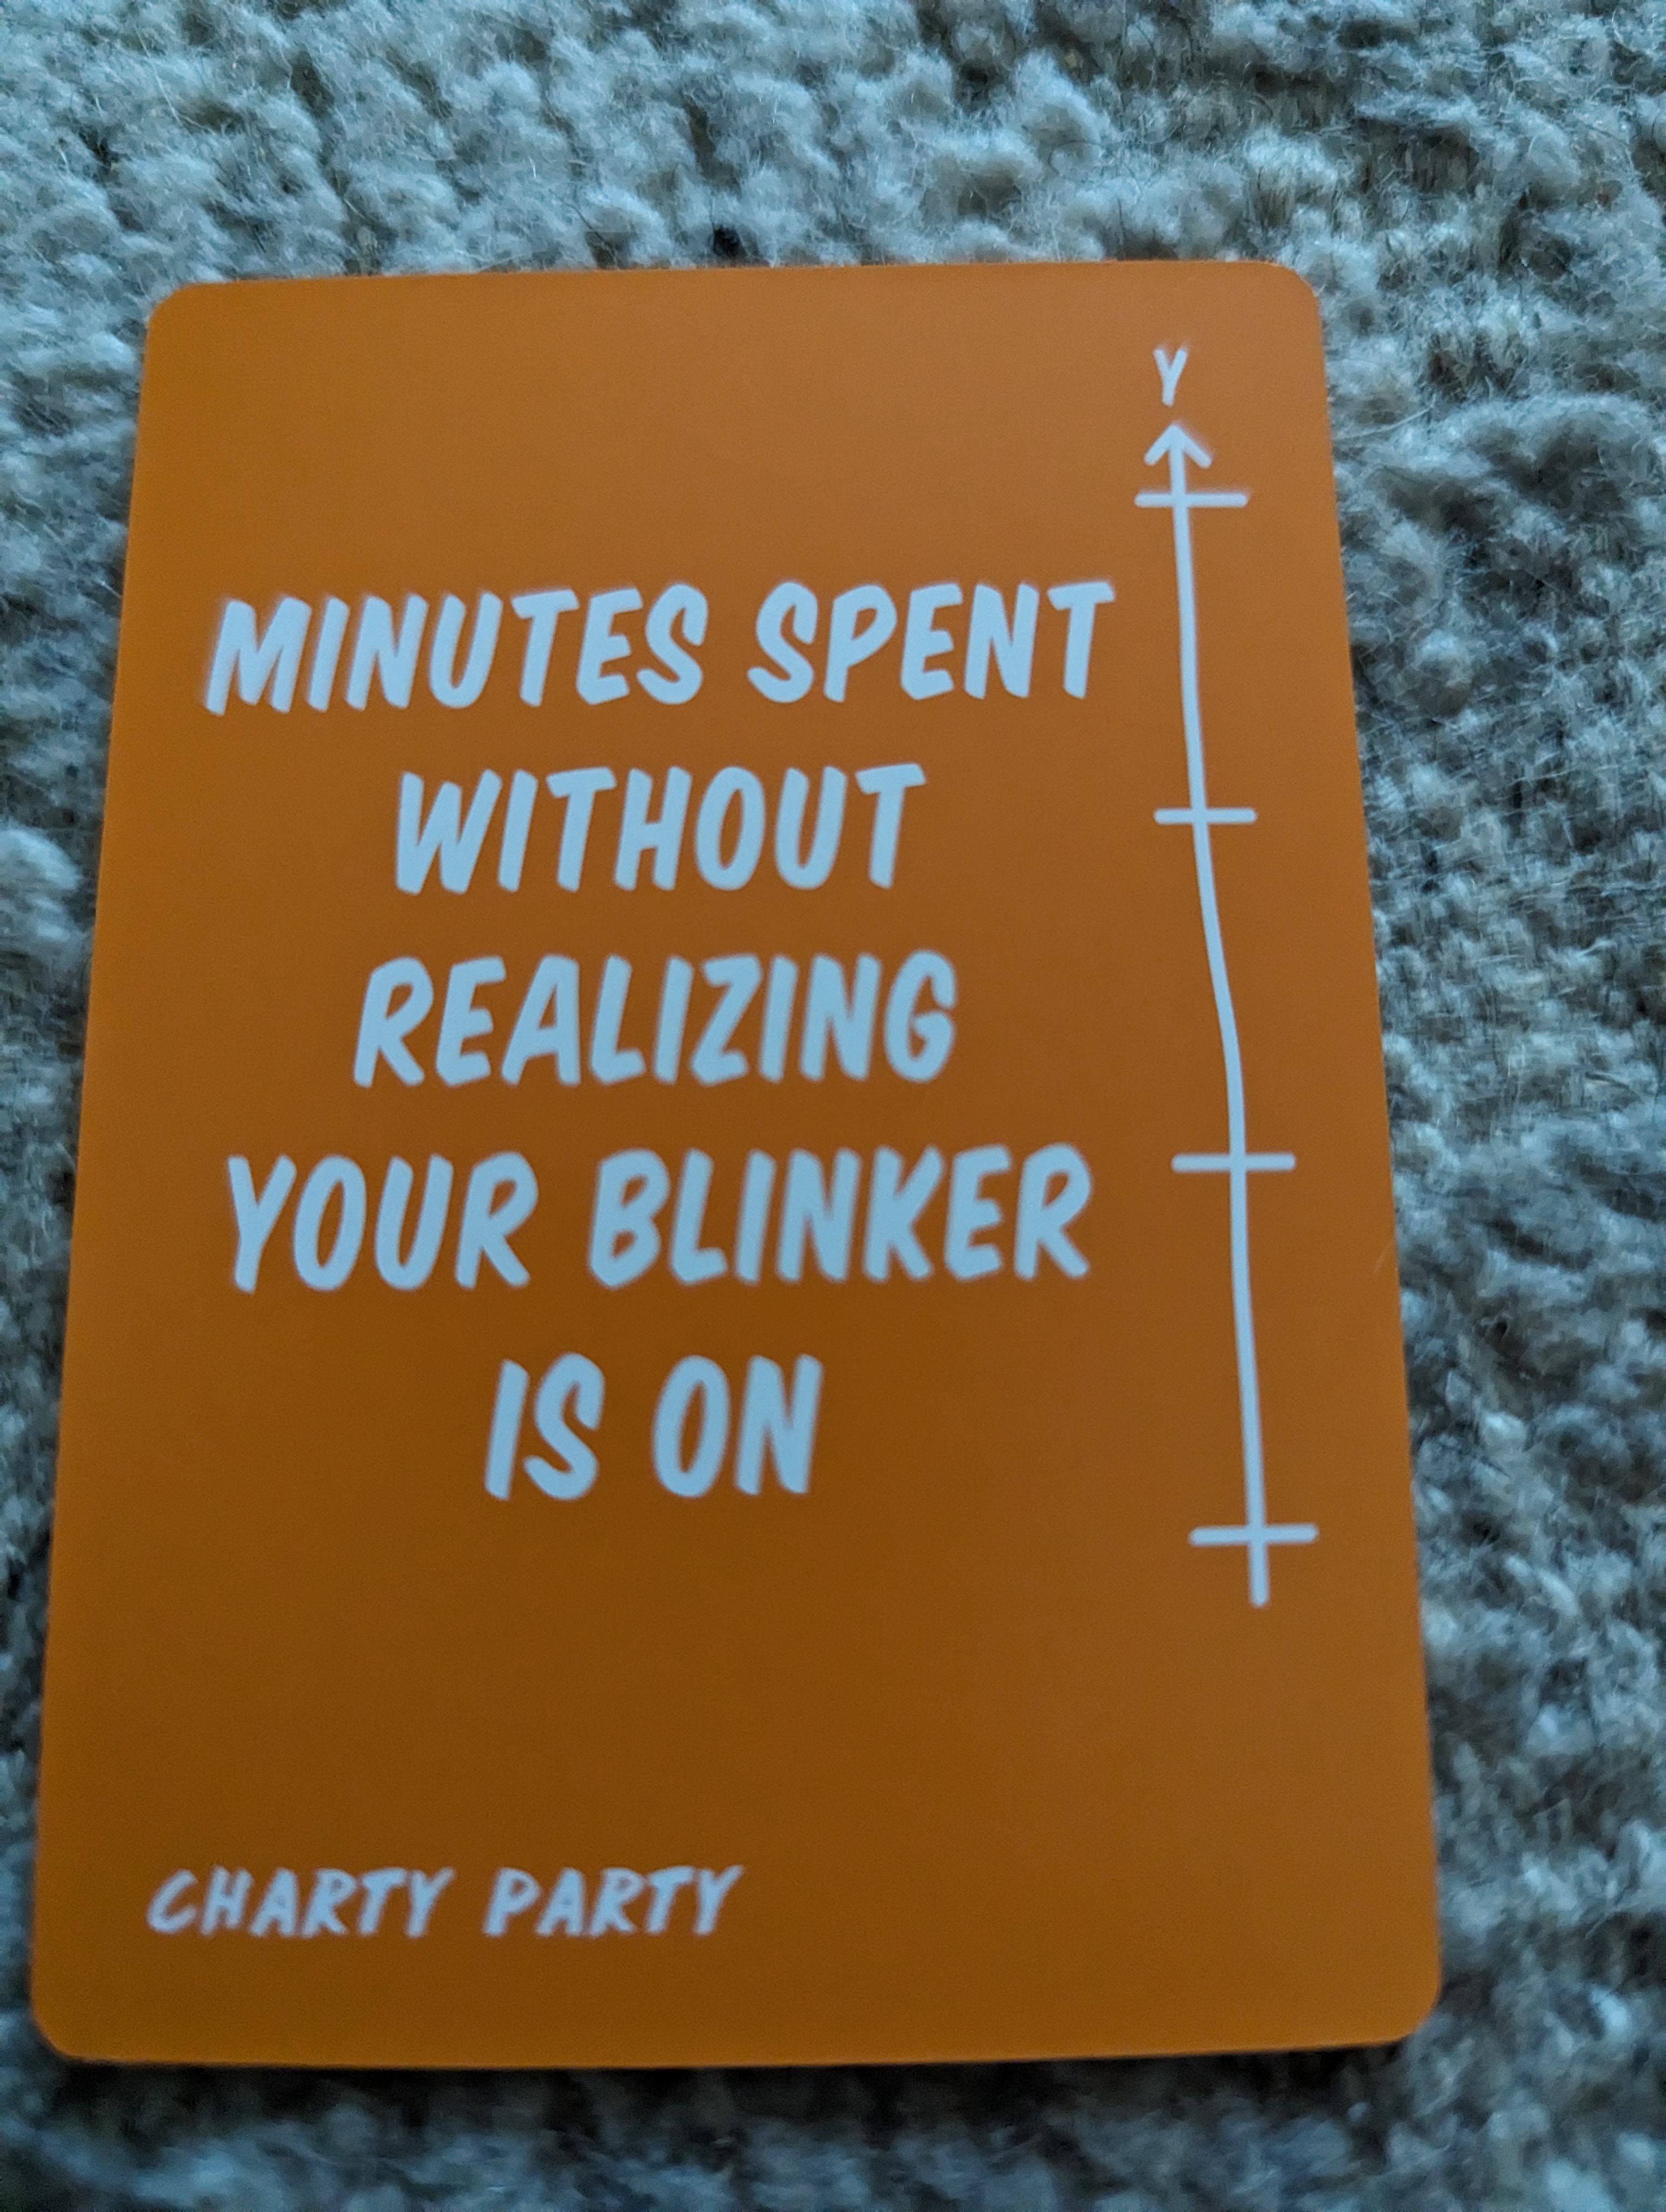 Y
MINUTES SPENT
WITHOUT
REALIZING
YOUR BLINKER
IS ON
CHARTY PARTY